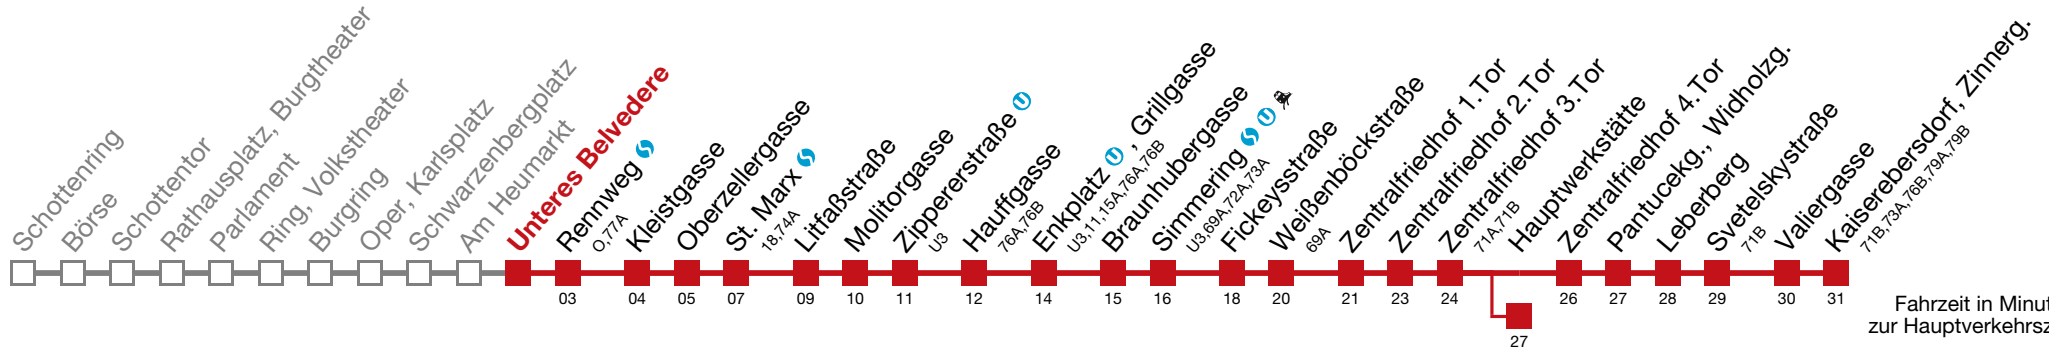 Schottenring
Börse
Schottentor
Rathausplatz, Burgtheater
Parlament
Ring, Volkstheater
Burgring
Oper, Karlsplatz
Schwarzenbergplatz
Am Heumarkt
Unteres Belvedere
Rennweg
O,77A
Kleistgasse
Oberzellergasse
St. Marx
18,74A
Litfaßstraße
Molitorgasse
Zippererstraße
U3
Hauffgasse
76A,76B
Enkplatz , Grillgasse
U3,11,15A,76A,76B
Braunhubergasse
Simmering
U3,69A,72A,73A
Fickeysstraße
Weißenböckstraße
69A
Zentralfriedhof 1.Tor
Zentralfriedhof 2.Tor
Zentralfriedhof 3.Tor
71A,71B
Hauptwerkstätte
Zentralfriedhof 4.Tor
Pantucekg., Widholzg.
Leberberg
Svetelskystraße
71B
Valiergasse
Kaiserebersdorf, Zinnerg.
71B,73A,76B,79A,79B
03 04 05 07 09 10 11 12 14 15 16 18 20 21 23 24 26 27 28 29 30 31
27
Fahrzeit in Minut
zur Hauptverkehrsz